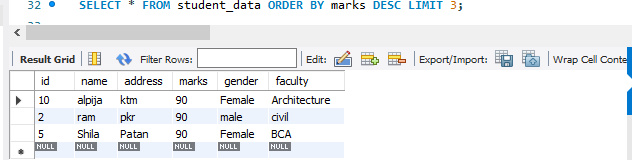 32 SELECT * FROM student_data ORDER BY marks DESC LIMIT 3;
Result Grid Filter Rows: Edit: Export/Import: Wrap Cell Conte
id name address marks gender faculty
10 alpija ktm 90 Female Architecture
2 ram pkr 90 male civil
5 Shila Patan 90 Female BCA
NULL NULL NULL NULL NULL NULL